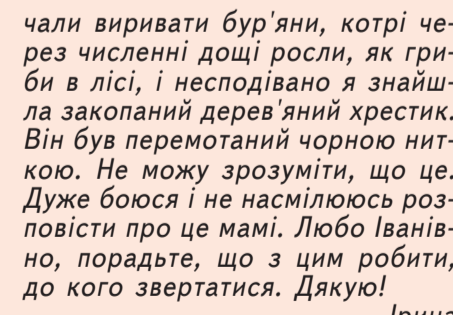 чали виривати бур'яни, котрі че-
рез численні дощі росли, як гри-
би в лісі, і несподівано я знайш-
ла закопаний дерев'яний хрестик.
Він був перемотаний чорною нит-
кою. Не можу зрозуміти, що це.
Дуже боюся і не насмілююсь роз-
повісти про це мамі. Любо Іванів-
но, порадьте, що з цим робити,
до кого звертатися. Дякую!
Ірина